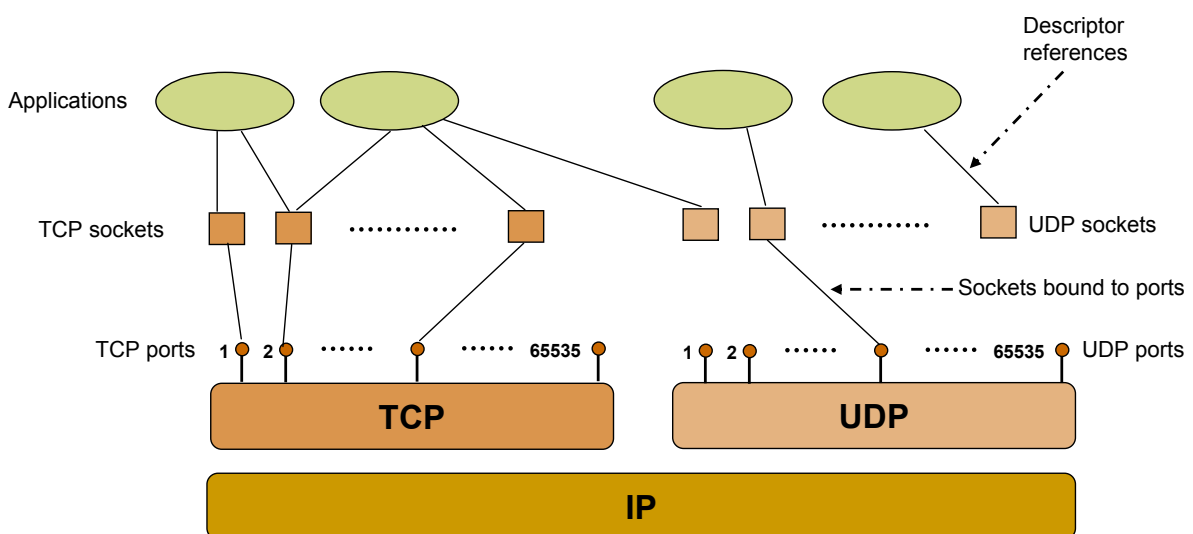 Descriptor
references
Applications
TCP sockets
UDP sockets
Sockets bound to ports
TCP ports
1
2
65535
1
2
65535
UDP ports
TCP
UDP
IP